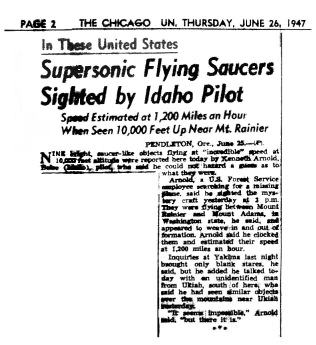 PAGE 2 THE CHICAGO UN, THURSDAY, JUNE 26, 1947
In These United States
Supersonic Flying Saucers
Sighted by Idaho Pilot
Speed Estimated at 1,200 Miles an Hour
When Seen 10,000 Feet Up Near Mt. Rainier
PENDLETON, Ore., June 25.—(P).
NINE bright, saucer-like objects flying at "incredible" speed at
10,000 feet altitude were reported here today by Kenneth Arnold,
Boise (Idaho), pilot, who said he could not hazard a guess as to
what they were.
Arnold, a U.S. Forest Service
employee searching for a missing
plane, said he sighted the mys-
tery craft yesterday at 3 p.m.
They were flying between Mount
Rainier and Mount Adams, in
Washington state, he said, and
appeared to weave in and out of
formation. Arnold said he clocked
them and estimated their speed
at 1,200 miles an hour.
Inquiries at Yakima last night
brought only blank stares, he
said, but he added he talked to-
day with an unidentified man
from Ukiah, south of here, who
said he had seen similar objects
over the mountains near Ukiah
yesterday.
"It seems impossible," Arnold
said, "but there it is."